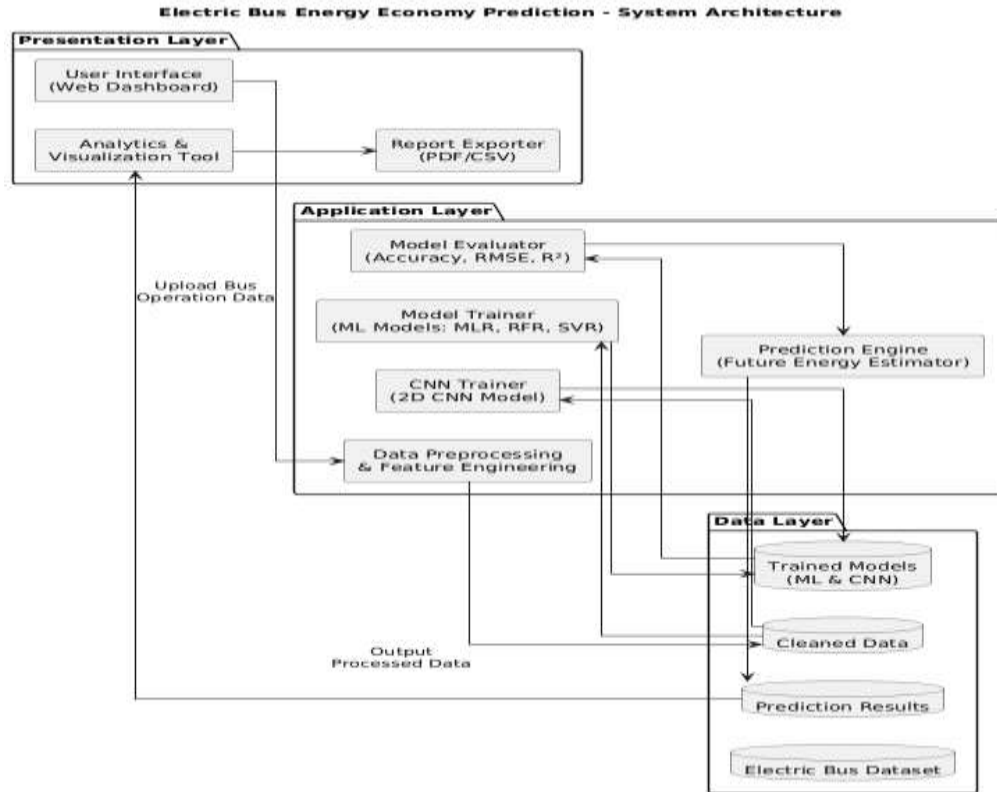 Electric Bus Energy Economy Prediction - System Architecture
Presentation Layer
User Interface
(Web Dashboard)
Analytics &
Visualization Tool
Report Exporter
(PDF/CSV)
Application Layer
Model Evaluator
(Accuracy, RMSE, R²)
Upload Bus
Operation Data
Model Trainer
(ML Models: MLR, RFR, SVR)
Prediction Engine
(Future Energy Estimator)
CNN Trainer
(2D CNN Model)
Data Preprocessing
& Feature Engineering
Data Layer
Trained Models
(ML & CNN)
Cleaned Data
Output
Processed Data
Prediction Results
Electric Bus Dataset